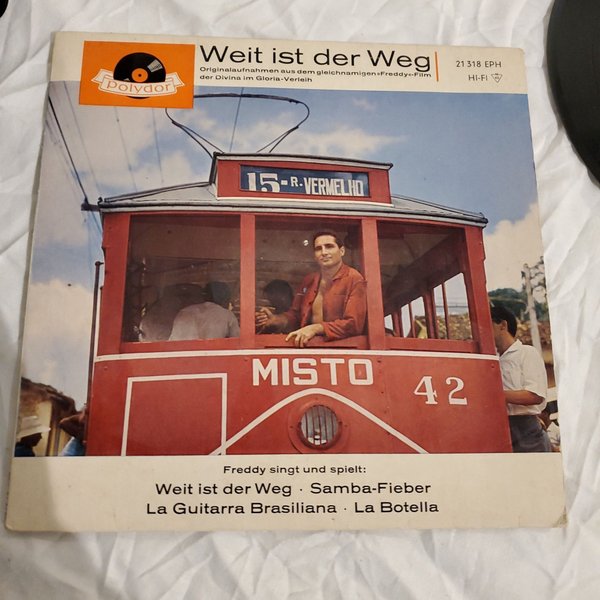 polydor
Weit ist der Weg
Originalaufnahmen aus dem gleichnamigen »Freddy«-Film
der Divina im Gloria-Verleih
21 318 EPH
HI-FI
15-R. VERMELHO
MISTO
42
Freddy singt und spielt:
Weit ist der Weg · Samba-Fieber
La Guitarra Brasiliana · La Botella